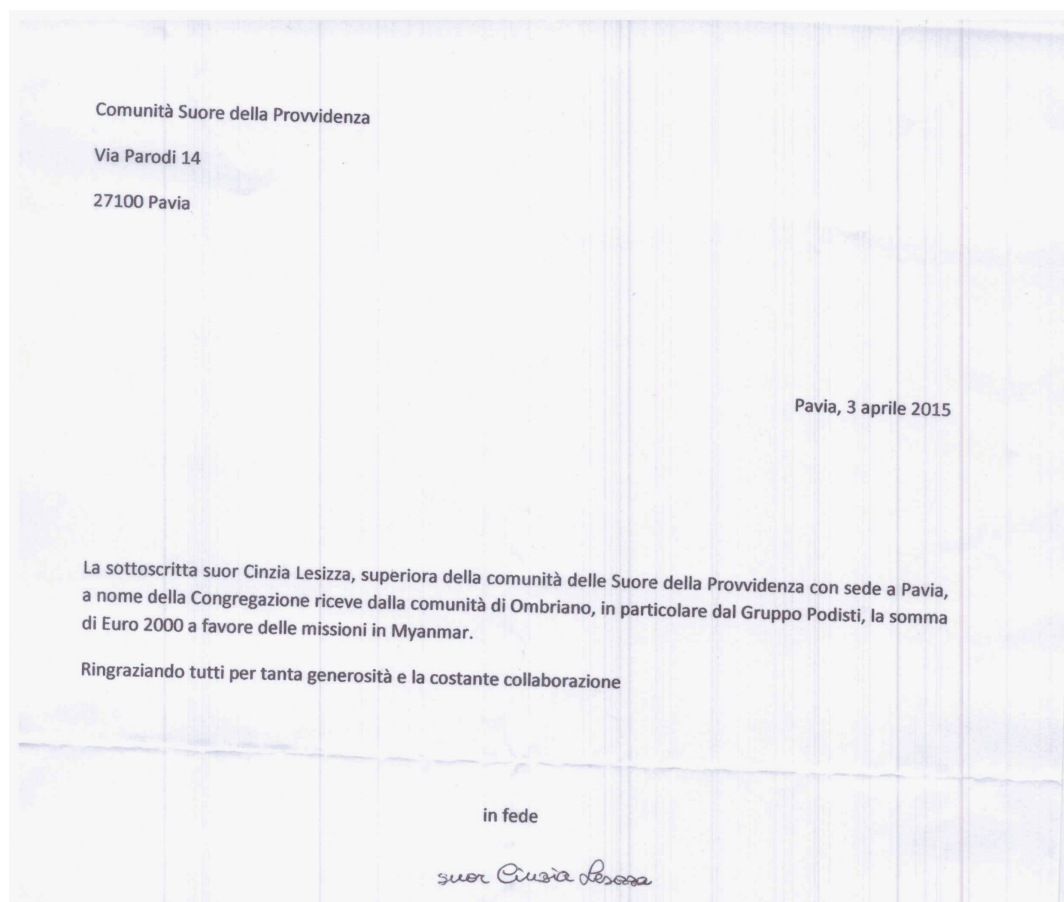 Comunità Suore della Provvidenza
Via Parodi 14
27100 Pavia
Pavia, 3 aprile 2015
La sottoscritta suor Cinzia Lesizza, superiora della comunità delle Suore della Provvidenza con sede a Pavia,
a nome della Congregazione riceve dalla comunità di Ombriano, in particolare dal Gruppo Podisti, la somma
di Euro 2000 a favore delle missioni in Myanmar.
Ringraziando tutti per tanta generosità e la costante collaborazione
in fede
suor Cinzia